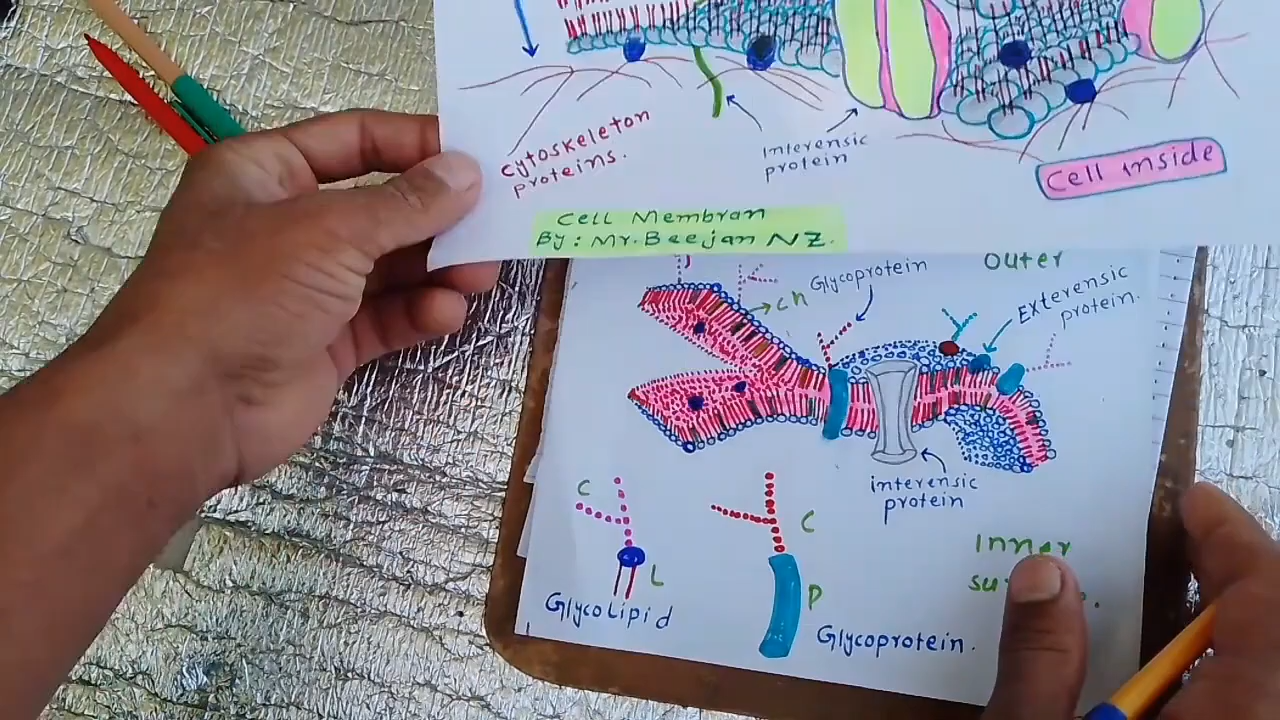 Cytoskeleton
proteins.
Interensic
protein
Cell inside
Cell Membran
By: Mr. Beejan NZ.
Outer
Glycoprotein
Exterensic
protein.
ch
interensic
protein
C
C
L
P
Inner
Glycolipid
Glycoprotein.